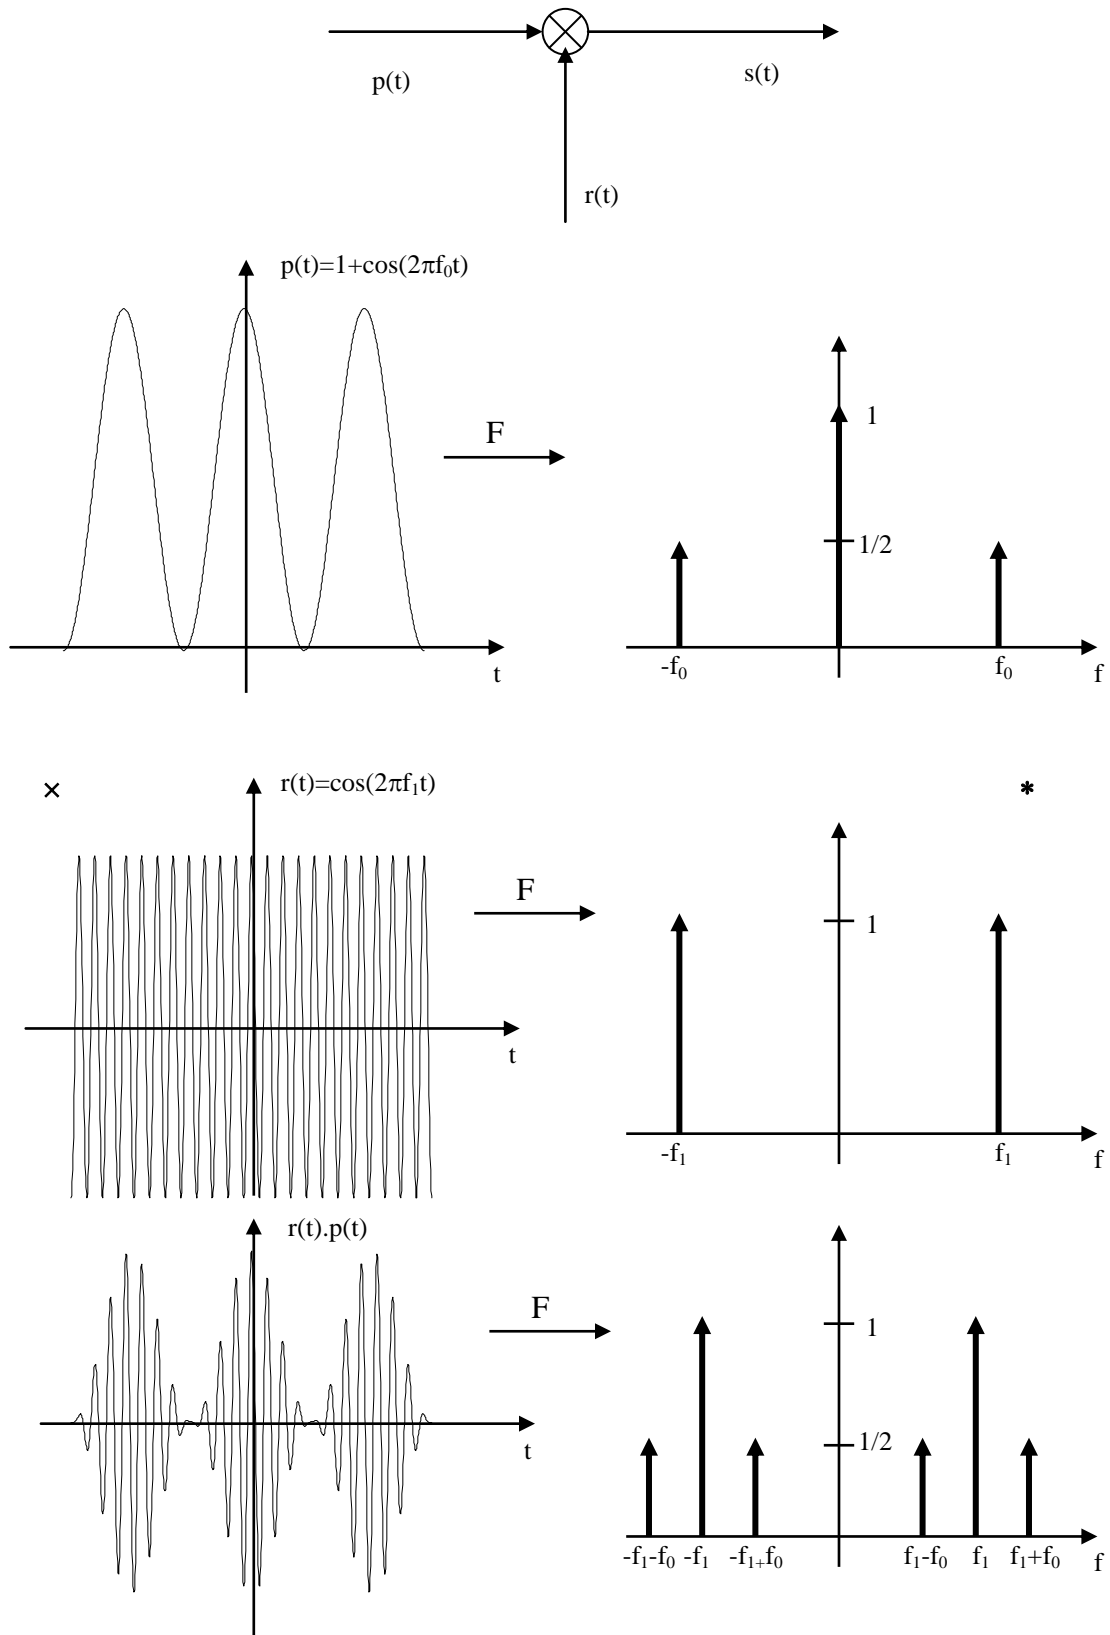 p(t)
s(t)
r(t)
p(t)=1+cos(2πf₀t)
F
1
1/2
-f₀
f₀
t
f
×
r(t)=cos(2πf₁t)
*
F
1
t
-f₁
f₁
f
r(t).p(t)
F
1
1/2
t
-f₁-f₀
-f₁
-f₁₊f₀
f₁-f₀
f₁
f₁+f₀
f